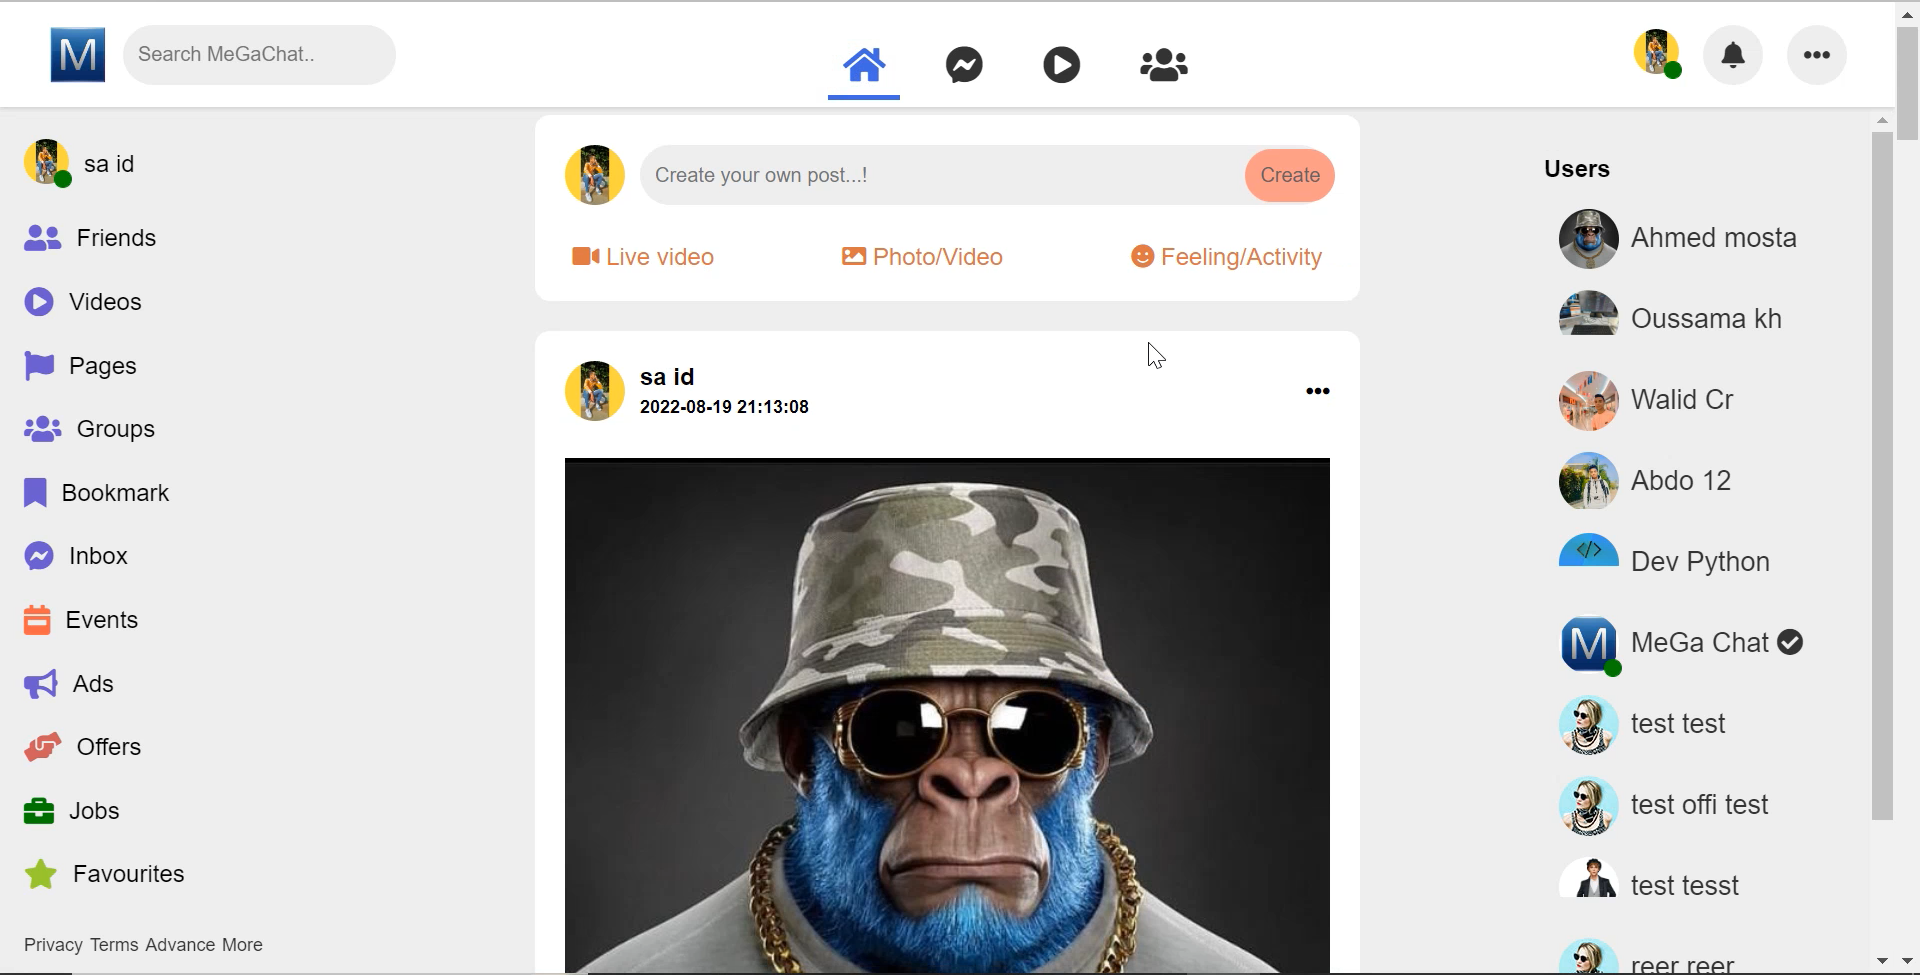 M
Search MeGaChat..
sa id
Friends
Videos
Pages
Groups
Bookmark
Inbox
Events
Ads
Offers
Jobs
Favourites
Privacy Terms Advance More
Create your own post...!
Create
Live video
Photo/Video
Feeling/Activity
sa id
2022-08-19 21:13:08
Users
Ahmed mosta
Oussama kh
Walid Cr
Abdo 12
</>
Dev Python
M
MeGa Chat
test test
test offi test
test tesst
reer reer